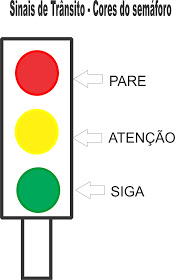 Sinais de Trânsito - Cores do semáforo
PARE
ATENÇÃO
SIGA